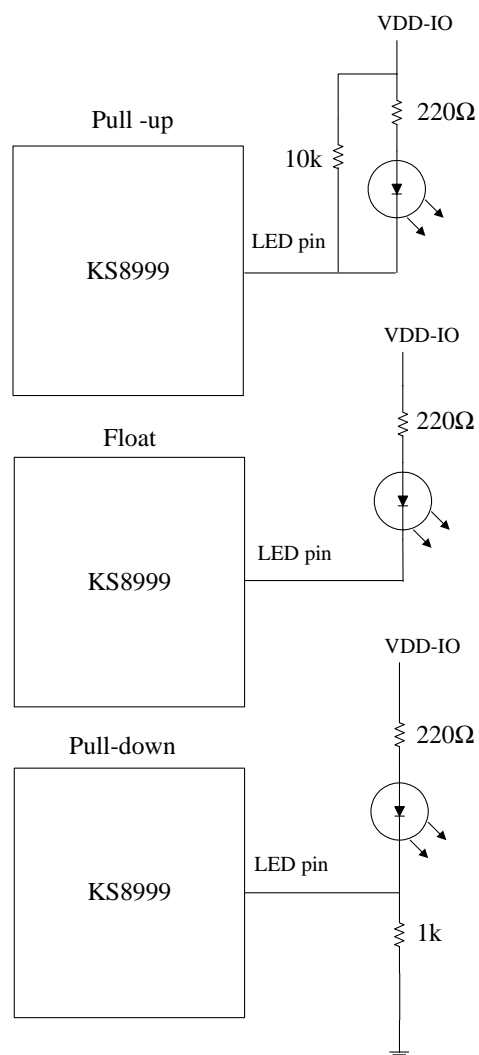 VDD-IO
Pull -up
220Ω
10k
LED pin
KS8999
VDD-IO
Float
220Ω
LED pin
KS8999
VDD-IO
Pull-down
220Ω
LED pin
KS8999
1k